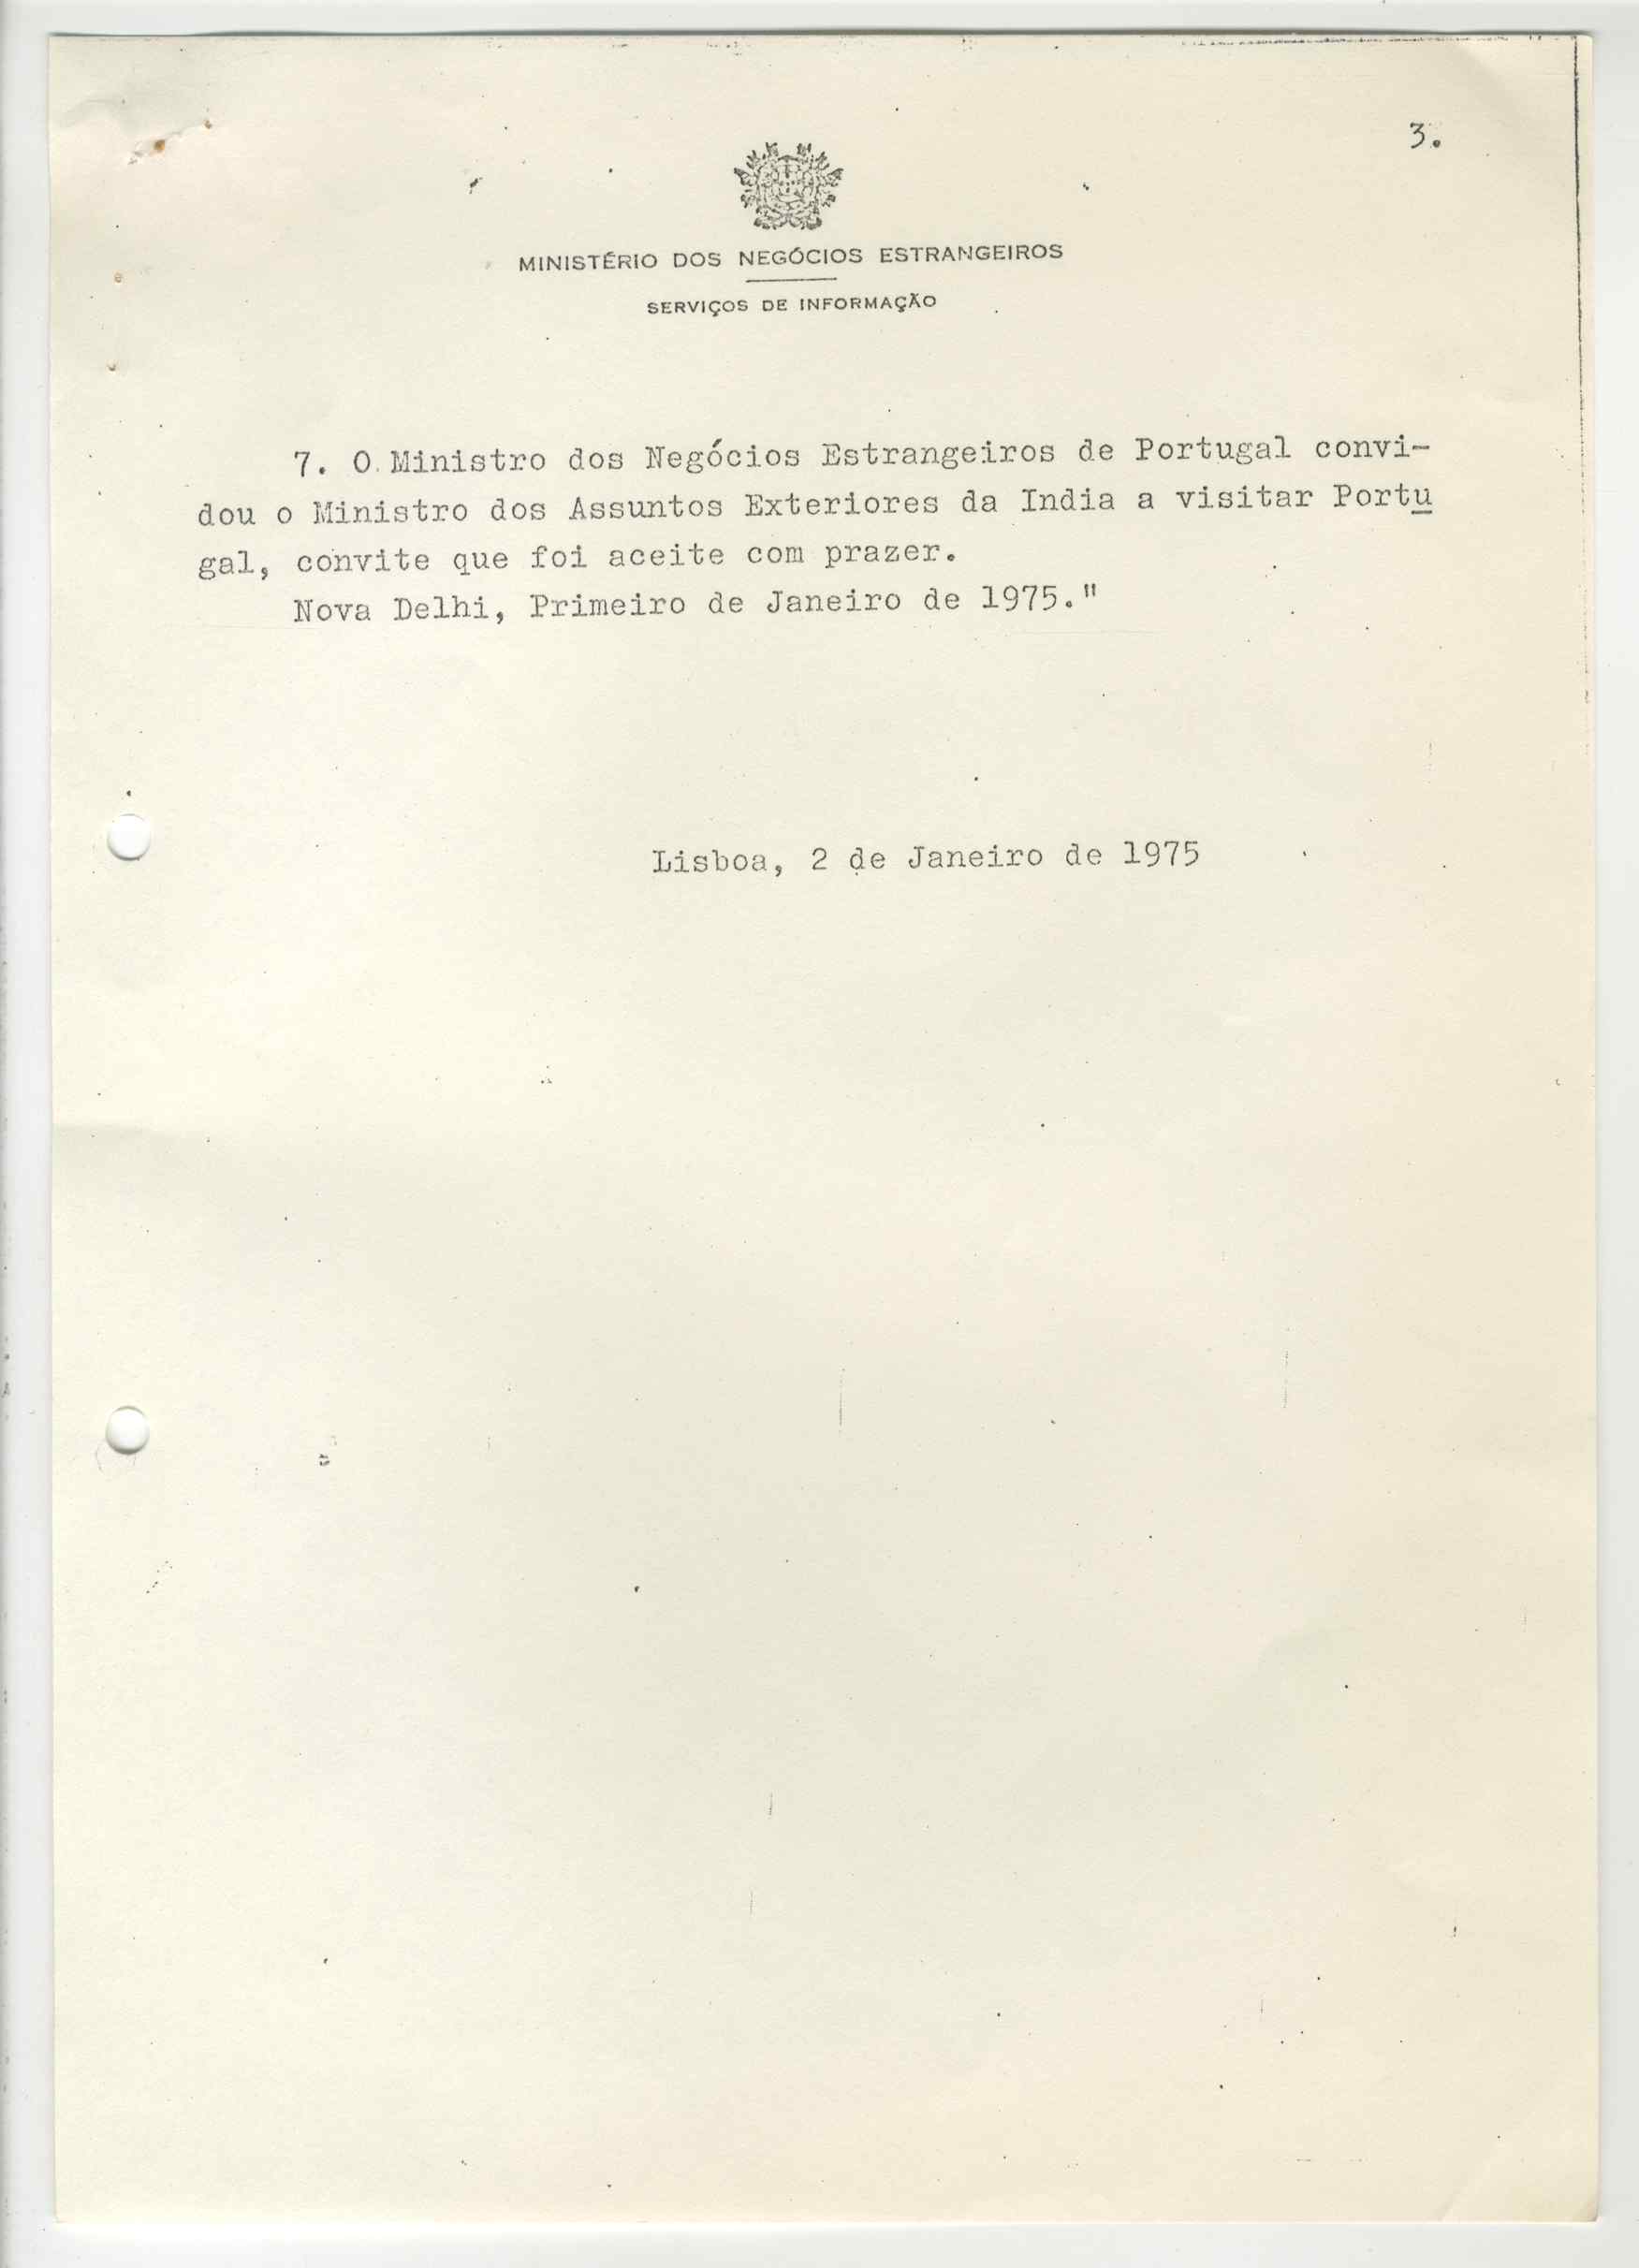 3.
MINISTÉRIO DOS NEGÓCIOS ESTRANGEIROS
SERVIÇOS DE INFORMAÇÃO
7. O Ministro dos Negócios Estrangeiros de Portugal convi-
dou o Ministro dos Assuntos Exteriores da India a visitar Portu
gal, convite que foi aceite com prazer.
Nova Delhi, Primeiro de Janeiro de 1975."
Lisboa, 2 de Janeiro de 1975